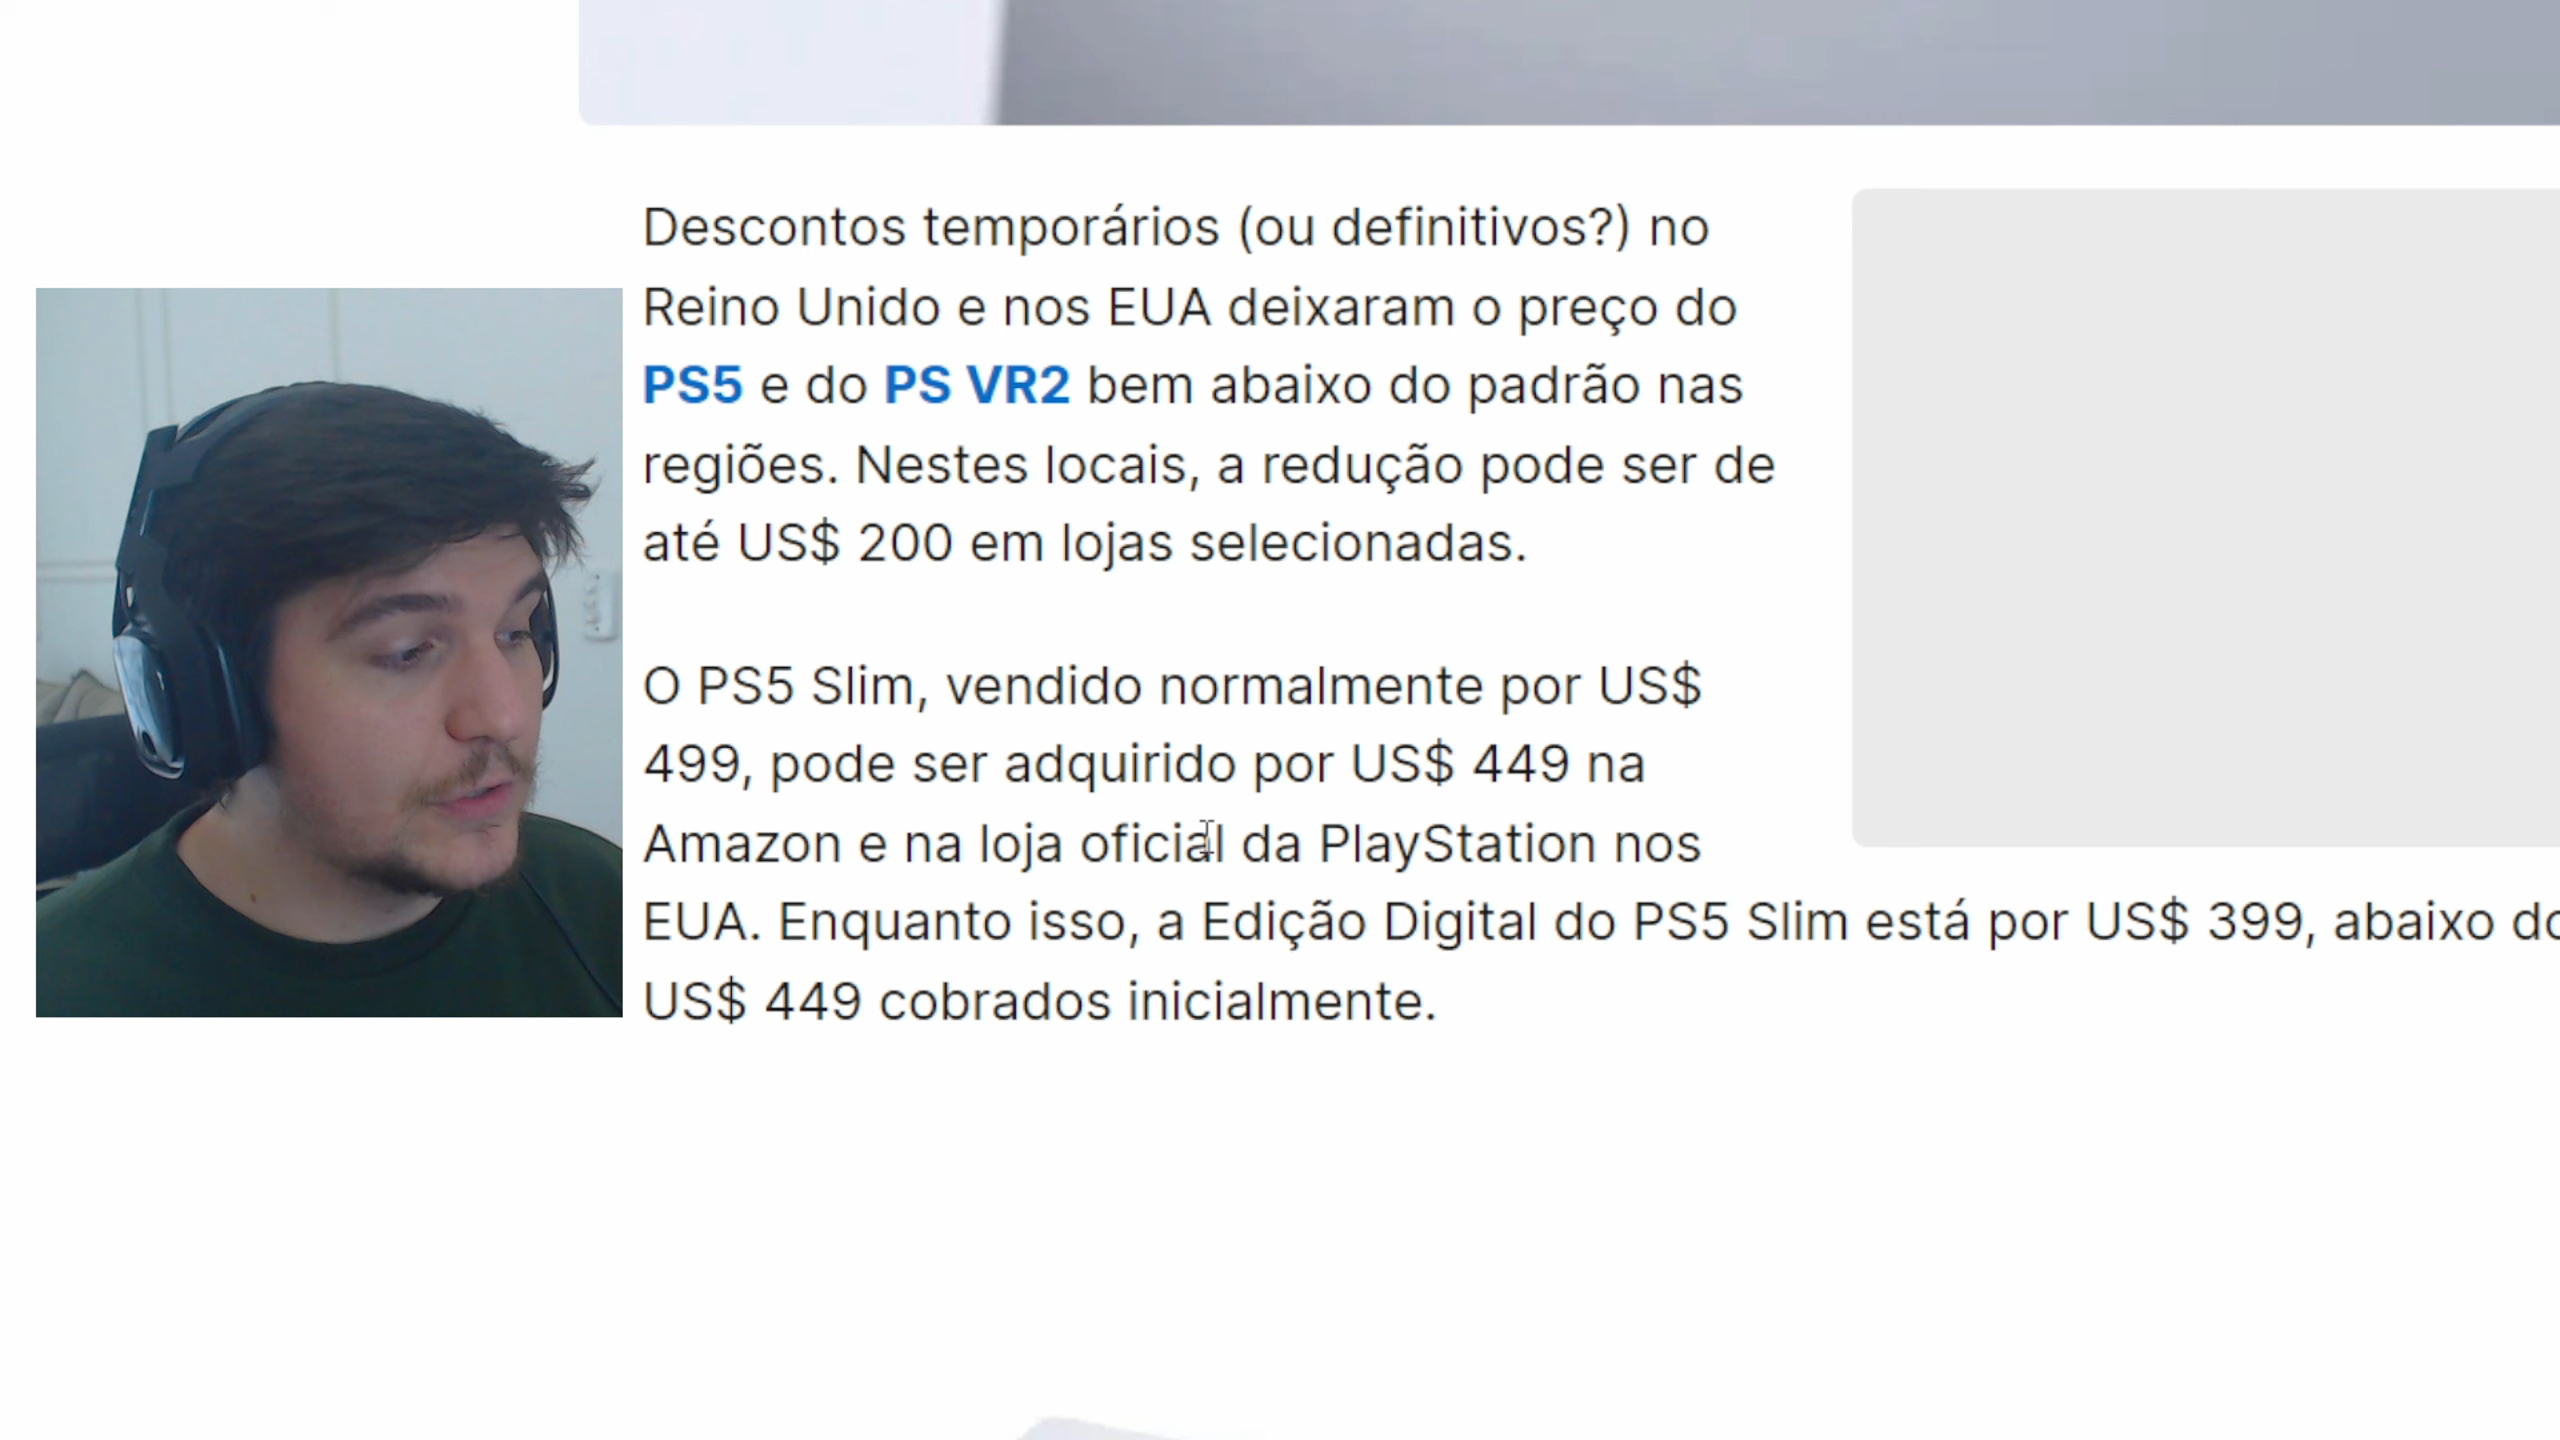 Descontos temporários (ou definitivos?) no
Reino Unido e nos EUA deixaram o preço do
PS5 e do PS VR2 bem abaixo do padrão nas
regiões. Nestes locais, a redução pode ser de
até US$ 200 em lojas selecionadas.
O PS5 Slim, vendido normalmente por US$
499, pode ser adquirido por US$ 449 na
Amazon e na loja oficial da PlayStation nos
EUA. Enquanto isso, a Edição Digital do PS5 Slim está por US$ 399, abaixo do
US$ 449 cobrados inicialmente.